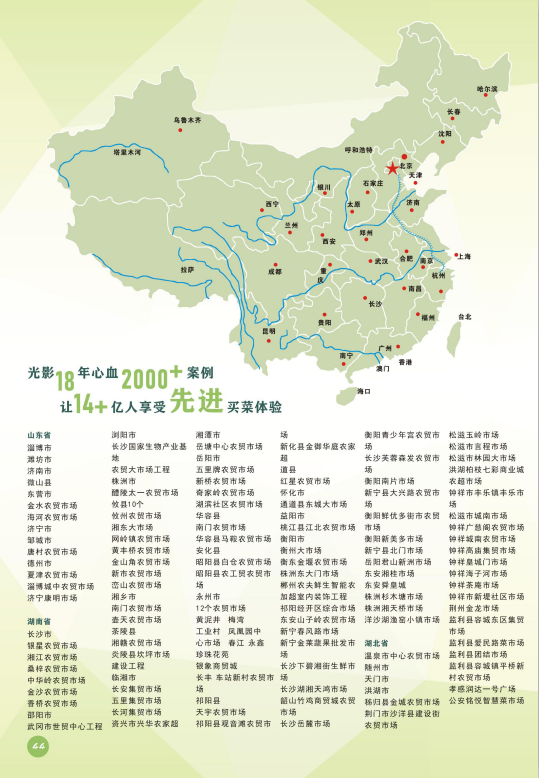 哈尔滨
长春
乌鲁木齐
沈阳
塔里木河
呼和浩特
北京
天津
银川
石家庄
西宁
太原
济南
兰州
郑州
西安
上海
合肥
南京
拉萨
成都
重庆
武汉
杭州
南昌
长沙
贵阳
福州
昆明
台北
广州
南宁
香港
澳门
海口
光影18年心血2000+案例
让14+亿人享受先进买菜体验
山东省
淄博市
潍坊市
济南市
微山县
东营市
金水农贸市场
海河农贸市场
济宁市
邹城市
唐村农贸市场
德州市
夏津农贸市场
淄博城中农贸市场
济宁康明市场
湖南省
长沙市
银星农贸市场
湘江农贸市场
桑梓农贸市场
中华岭农贸市场
金沙农贸市场
香桥农贸市场
邵阳市
武冈市世贸中心工程
浏阳市
长沙国家生物产业基
地
农贸大市场工程
株洲市
醴陵太一农贸市场
攸县10个
攸州农贸市场
湘东大市场
网岭镇农贸市场
黄丰桥农贸市场
金山角农贸市场
新市农贸市场
峦山农贸市场
湘乡市
南门农贸市场
壶天农贸市场
茶陵县
湘赣农贸市场
炎陵县坎坪市场
建设工程
临湘市
长安集贸市场
五里集贸市场
长河集贸市场
资兴市兴华农家超
湘潭市
岳塘中心农贸市场
岳阳市
五里牌农贸市场
新桥农贸市场
奇家岭农贸市场
湖滨社区农贸市场
华容县
南门农贸市场
华容县马鞍农贸市场
安化县
昭阳县白仓农贸市场
昭阳县农工贸农贸市
场
永州市
12个农贸市场
黄泥井 梅湾
工业村 凤凰园中
心市场 春江 永鑫
珍珠花苑
银象商贸城
长丰 车站新村农贸市
场
祁阳县
天宇农贸市场
祁阳县观音滩农贸市
场
新化县金御华庭农家
超
道县
红星农贸市场
怀化市
通道县东城大市场
益阳市
桃江县江北农贸市场
衡阳市
衡州大市场
衡东金堰农贸市场
株洲东大门市场
郴州农夫鲜生智能农
加超室内装饰工程
祁阳经开区综合市场
东安山子岭农贸市场
新宁春风路市场
新宁金莱蔬果批发市
场
长沙下碧湘街生鲜市
场
长沙湖湘天鸿市场
韶山竹鸡商贸城农贸
市场
长沙岳麓市场
衡阳青少年宫农贸市
场
长沙芙蓉森发农贸市
场
衡阳南片市场
新宁县大兴路农贸市
场
衡阳鲜优多街市农贸
市场
衡阳新美多市场
新宁县北门市场
岳阳君山新洲市场
东安湘桂市场
东安舜皇城
株洲杉木塘市场
株洲湘天桥市场
洋沙湖渔窑小镇市场
湖北省
温泉市中心农贸市场
随州市
天门市
洪湖市
秭归县金城农贸市场
荆门市沙洋县建设街
农贸市场
松滋玉岭市场
松滋市言程市场
松滋市林园大市场
洪湖柏枝七彩商业城
农超市场
钟祥市丰乐镇丰乐市
场
松滋市城南市场
钟祥广慈阁农贸市场
钟祥城南农贸市场
钟祥高庙集贸市场
钟祥皇城门市场
钟祥海子河市场
钟祥茶庵市场
钟祥市新堤社区市场
荆州金龙市场
监利县容城东区集贸
市场
监利县爱民路菜市场
监利县团结市场
监利县容城镇平桥新
村农贸市场
孝感润达一号广场
公安铭悦智慧菜市场
44